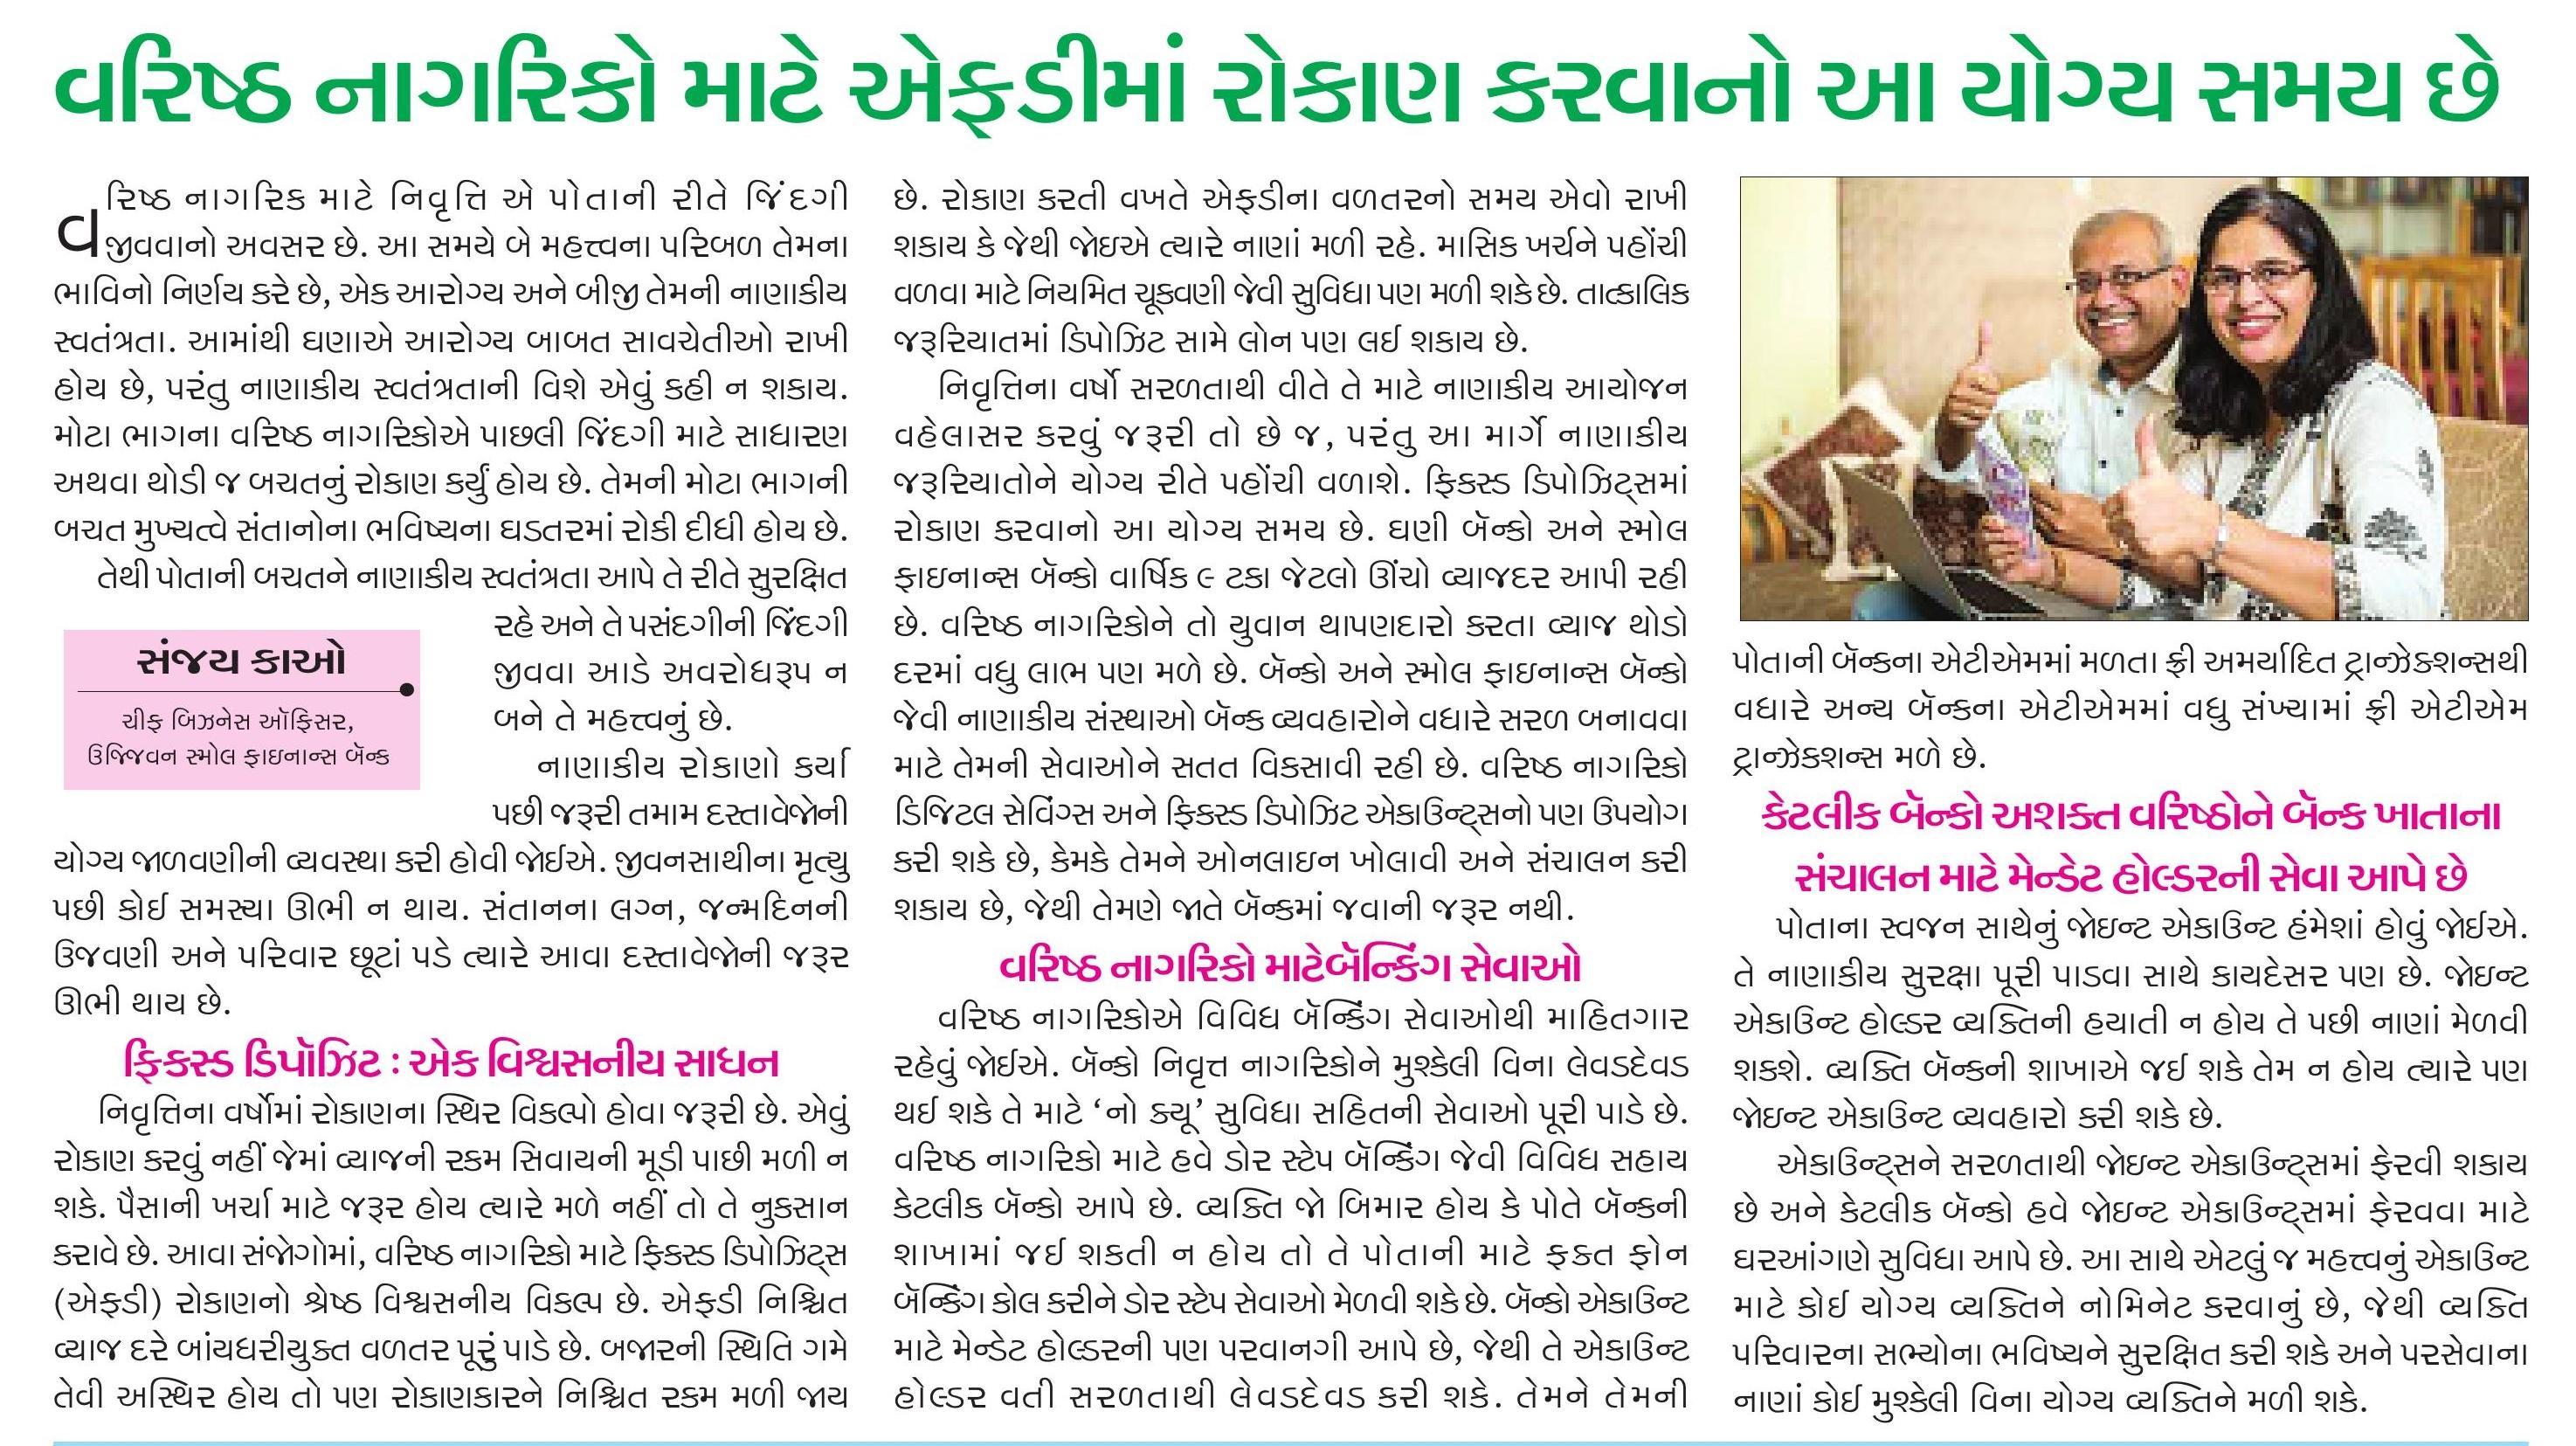 વરિષ્ઠ નાગરિકો માટે એફડીમાં રોકાણ કરવાનો આ યોગ્ય સમય છે
વરિષ્ઠ નાગરિક માટે નિવૃત્તિ એ પોતાની રીતે જિંદગી
જીવવાનો અવસર છે. આ સમયે બે મહત્ત્વના પરિબળ તેમના
ભાવિનો નિર્ણય કરે છે, એક આરોગ્ય અને બીજી તેમની નાણાકીય
સ્વતંત્રતા. આમાંથી ઘણાએ આરોગ્ય બાબત સાવચેતીઓ રાખી
હોય છે, પરંતુ નાણાકીય સ્વતંત્રતાની વિશે એવું કહી ન શકાય.
મોટા ભાગના વરિષ્ઠ નાગરિકોએ પાછલી જિંદગી માટે સાધારણ
અથવા થોડી જ બચતનું રોકાણ કર્યું હોય છે. તેમની મોટા ભાગની
બચત મુખ્યત્વે સંતાનોના ભવિષ્યના ઘડતરમાં રોકી દીધી હોય છે.
તેથી પોતાની બચતને નાણાકીય સ્વતંત્રતા આપે તે રીતે સુરક્ષિત
રહે અને તે પસંદગીની જિંદગી
જીવવા આડે અવરોધરૂપ ન
બને તે મહત્ત્વનું છે.
સંજય કાઓ
ચીફ બિઝનેસ ઑફિસર,
ઉજ્જિવન સ્મોલ ફાઇનાન્સ બૅન્ક
નાણાકીય રોકાણો કર્યા
પછી જરૂરી તમામ દસ્તાવેજોની
યોગ્ય જાળવણીની વ્યવસ્થા કરી હોવી જોઈએ. જીવનસાથીના મૃત્યુ
પછી કોઈ સમસ્યા ઊભી ન થાય. સંતાનના લગ્ન, જન્મદિનની
ઉજવણી અને પરિવાર છૂટાં પડે ત્યારે આવા દસ્તાવેજોની જરૂર
ઊભી થાય છે.
ફિક્સ્ડ ડિપૉઝિટ : એક વિશ્વસનીય સાધન
નિવૃત્તિના વર્ષોમાં રોકાણના સ્થિર વિકલ્પો હોવા જરૂરી છે. એવું
રોકાણ કરવું નહીં જેમાં વ્યાજની રકમ સિવાયની મૂડી પાછી મળી ન
શકે. પૈસાની ખર્ચા માટે જરૂર હોય ત્યારે મળે નહીં તો તે નુકસાન
કરાવે છે. આવા સંજોગોમાં, વરિષ્ઠ નાગરિકો માટે ફિક્સ્ડ ડિપોઝિટ્સ
(એફડી) રોકાણનો શ્રેષ્ઠ વિશ્વસનીય વિકલ્પ છે. એફડી નિશ્ચિત
વ્યાજ દરે બાંયધરીયુક્ત વળતર પૂરું પાડે છે. બજારની સ્થિતિ ગમે
તેવી અસ્થિર હોય તો પણ રોકાણકારને નિશ્ચિત રકમ મળી જાય
છે. રોકાણ કરતી વખતે એફડીના વળતરનો સમય એવો રાખી
શકાય કે જેથી જોઇએ ત્યારે નાણાં મળી રહે. માસિક ખર્ચને પહોંચી
વળવા માટે નિયમિત ચૂકવણી જેવી સુવિધા પણ મળી શકે છે. તાત્કાલિક
જરૂરિયાતમાં ડિપોઝિટ સામે લોન પણ લઈ શકાય છે.
નિવૃત્તિના વર્ષો સરળતાથી વીતે તે માટે નાણાકીય આયોજન
વહેલાસર કરવું જરૂરી તો છે જ, પરંતુ આ માર્ગે નાણાકીય
જરૂરિયાતોને યોગ્ય રીતે પહોંચી વળાશે. ફિક્સ્ડ ડિપોઝિટ્સમાં
રોકાણ કરવાનો આ યોગ્ય સમય છે. ઘણી બૅન્કો અને સ્મોલ
ફાઇનાન્સ બૅન્કો વાર્ષિક ૯ ટકા જેટલો ઊંચો વ્યાજદર આપી રહી
છે. વરિષ્ઠ નાગરિકોને તો યુવાન થાપણદારો કરતા વ્યાજ થોડો
દરમાં વધુ લાભ પણ મળે છે. બૅન્કો અને સ્મોલ ફાઇનાન્સ બૅન્કો
જેવી નાણાકીય સંસ્થાઓ બૅન્ક વ્યવહારોને વધારે સરળ બનાવવા
માટે તેમની સેવાઓને સતત વિકસાવી રહી છે. વરિષ્ઠ નાગરિકો
ડિજિટલ સેવિંગ્સ અને ફિક્સ્ડ ડિપોઝિટ એકાઉન્ટ્સનો પણ ઉપયોગ
કરી શકે છે, કેમકે તેમને ઓનલાઇન ખોલાવી અને સંચાલન કરી
શકાય છે, જેથી તેમણે જાતે બૅન્કમાં જવાની જરૂર નથી.
વરિષ્ઠ નાગરિકો માટેબૅન્કિંગ સેવાઓ
વરિષ્ઠ નાગરિકોએ વિવિધ બૅન્કિંગ સેવાઓથી માહિતગાર
રહેવું જોઈએ. બૅન્કો નિવૃત્ત નાગરિકોને મુશ્કેલી વિના લેવડદેવડ
થઈ શકે તે માટે ‘નો ક્યૂ’ સુવિધા સહિતની સેવાઓ પૂરી પાડે છે.
વરિષ્ઠ નાગરિકો માટે હવે ડોર સ્ટેપ બૅન્કિંગ જેવી વિવિધ સહાય
કેટલીક બૅન્કો આપે છે. વ્યક્તિ જો બિમાર હોય કે પોતે બૅન્કની
શાખામાં જઈ શકતી ન હોય તો તે પોતાની માટે ફક્ત ફોન
બૅન્કિંગ કોલ કરીને ડોર સ્ટેપ સેવાઓ મેળવી શકે છે. બૅન્કો એકાઉન્ટ
માટે મેન્ડેટ હોલ્ડરની પણ પરવાનગી આપે છે, જેથી તે એકાઉન્ટ
હોલ્ડર વતી સરળતાથી લેવડદેવડ કરી શકે. તેમને તેમની
પોતાની બૅન્કના એટીએમમાં મળતા ફ્રી અમર્યાદિત ટ્રાન્ઝેક્શન્સથી
વધારે અન્ય બૅન્કના એટીએમમાં વધુ સંખ્યામાં ફ્રી એટીએમ
ટ્રાન્ઝેકશન્સ મળે છે.
કેટલીક બૅન્કો અશક્ત વરિષ્ઠોને બૅન્ક ખાતાના
સંચાલન માટે મેન્ડેટ હોલ્ડરની સેવા આપે છે
પોતાના સ્વજન સાથેનું જોઇન્ટ એકાઉન્ટ હંમેશાં હોવું જોઈએ.
તે નાણાકીય સુરક્ષા પૂરી પાડવા સાથે કાયદેસર પણ છે. જોઇન્ટ
એકાઉન્ટ હોલ્ડર વ્યક્તિની હયાતી ન હોય તે પછી નાણાં મેળવી
શકશે. વ્યક્તિ બૅન્કની શાખાએ જઈ શકે તેમ ન હોય ત્યારે પણ
જોઇન્ટ એકાઉન્ટ વ્યવહારો કરી શકે છે.
એકાઉન્ટ્સને સરળતાથી જોઇન્ટ એકાઉન્ટ્સમાં ફેરવી શકાય
છે અને કેટલીક બૅન્કો હવે જોઇન્ટ એકાઉન્ટ્સમાં ફેરવવા માટે
ઘરઆંગણે સુવિધા આપે છે. આ સાથે એટલું જ મહત્ત્વનું એકાઉન્ટ
માટે કોઈ યોગ્ય વ્યક્તિને નોમિનેટ કરવાનું છે, જેથી વ્યક્તિ
પરિવારના સભ્યોના ભવિષ્યને સુરક્ષિત કરી શકે અને પરસેવાના
નાણાં કોઈ મુશ્કેલી વિના યોગ્ય વ્યક્તિને મળી શકે.